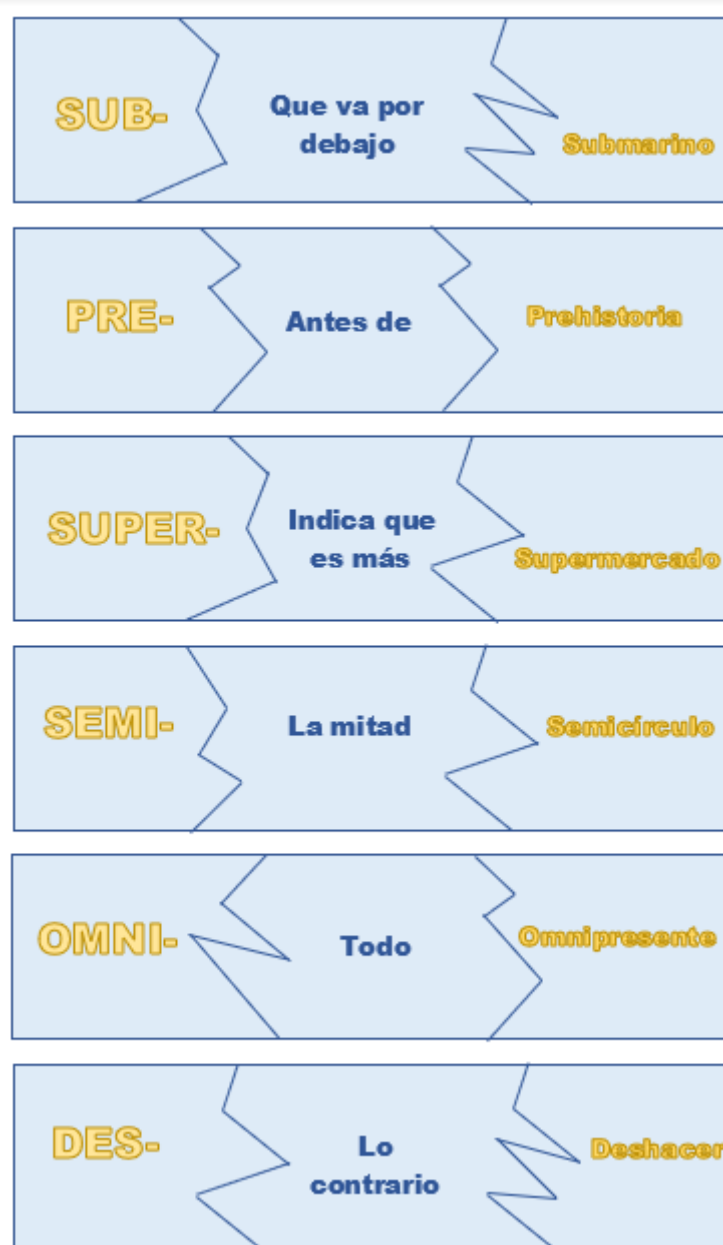 SUB-
Que va por
debajo
Submarino
PRE-
Antes de
Prehistoria
SUPER-
Indica que
es más
Supermercado
SEMI-
La mitad
Semicírculo
OMNI-
Todo
Omnipresente
DES-
Lo
contrario
Deshacer